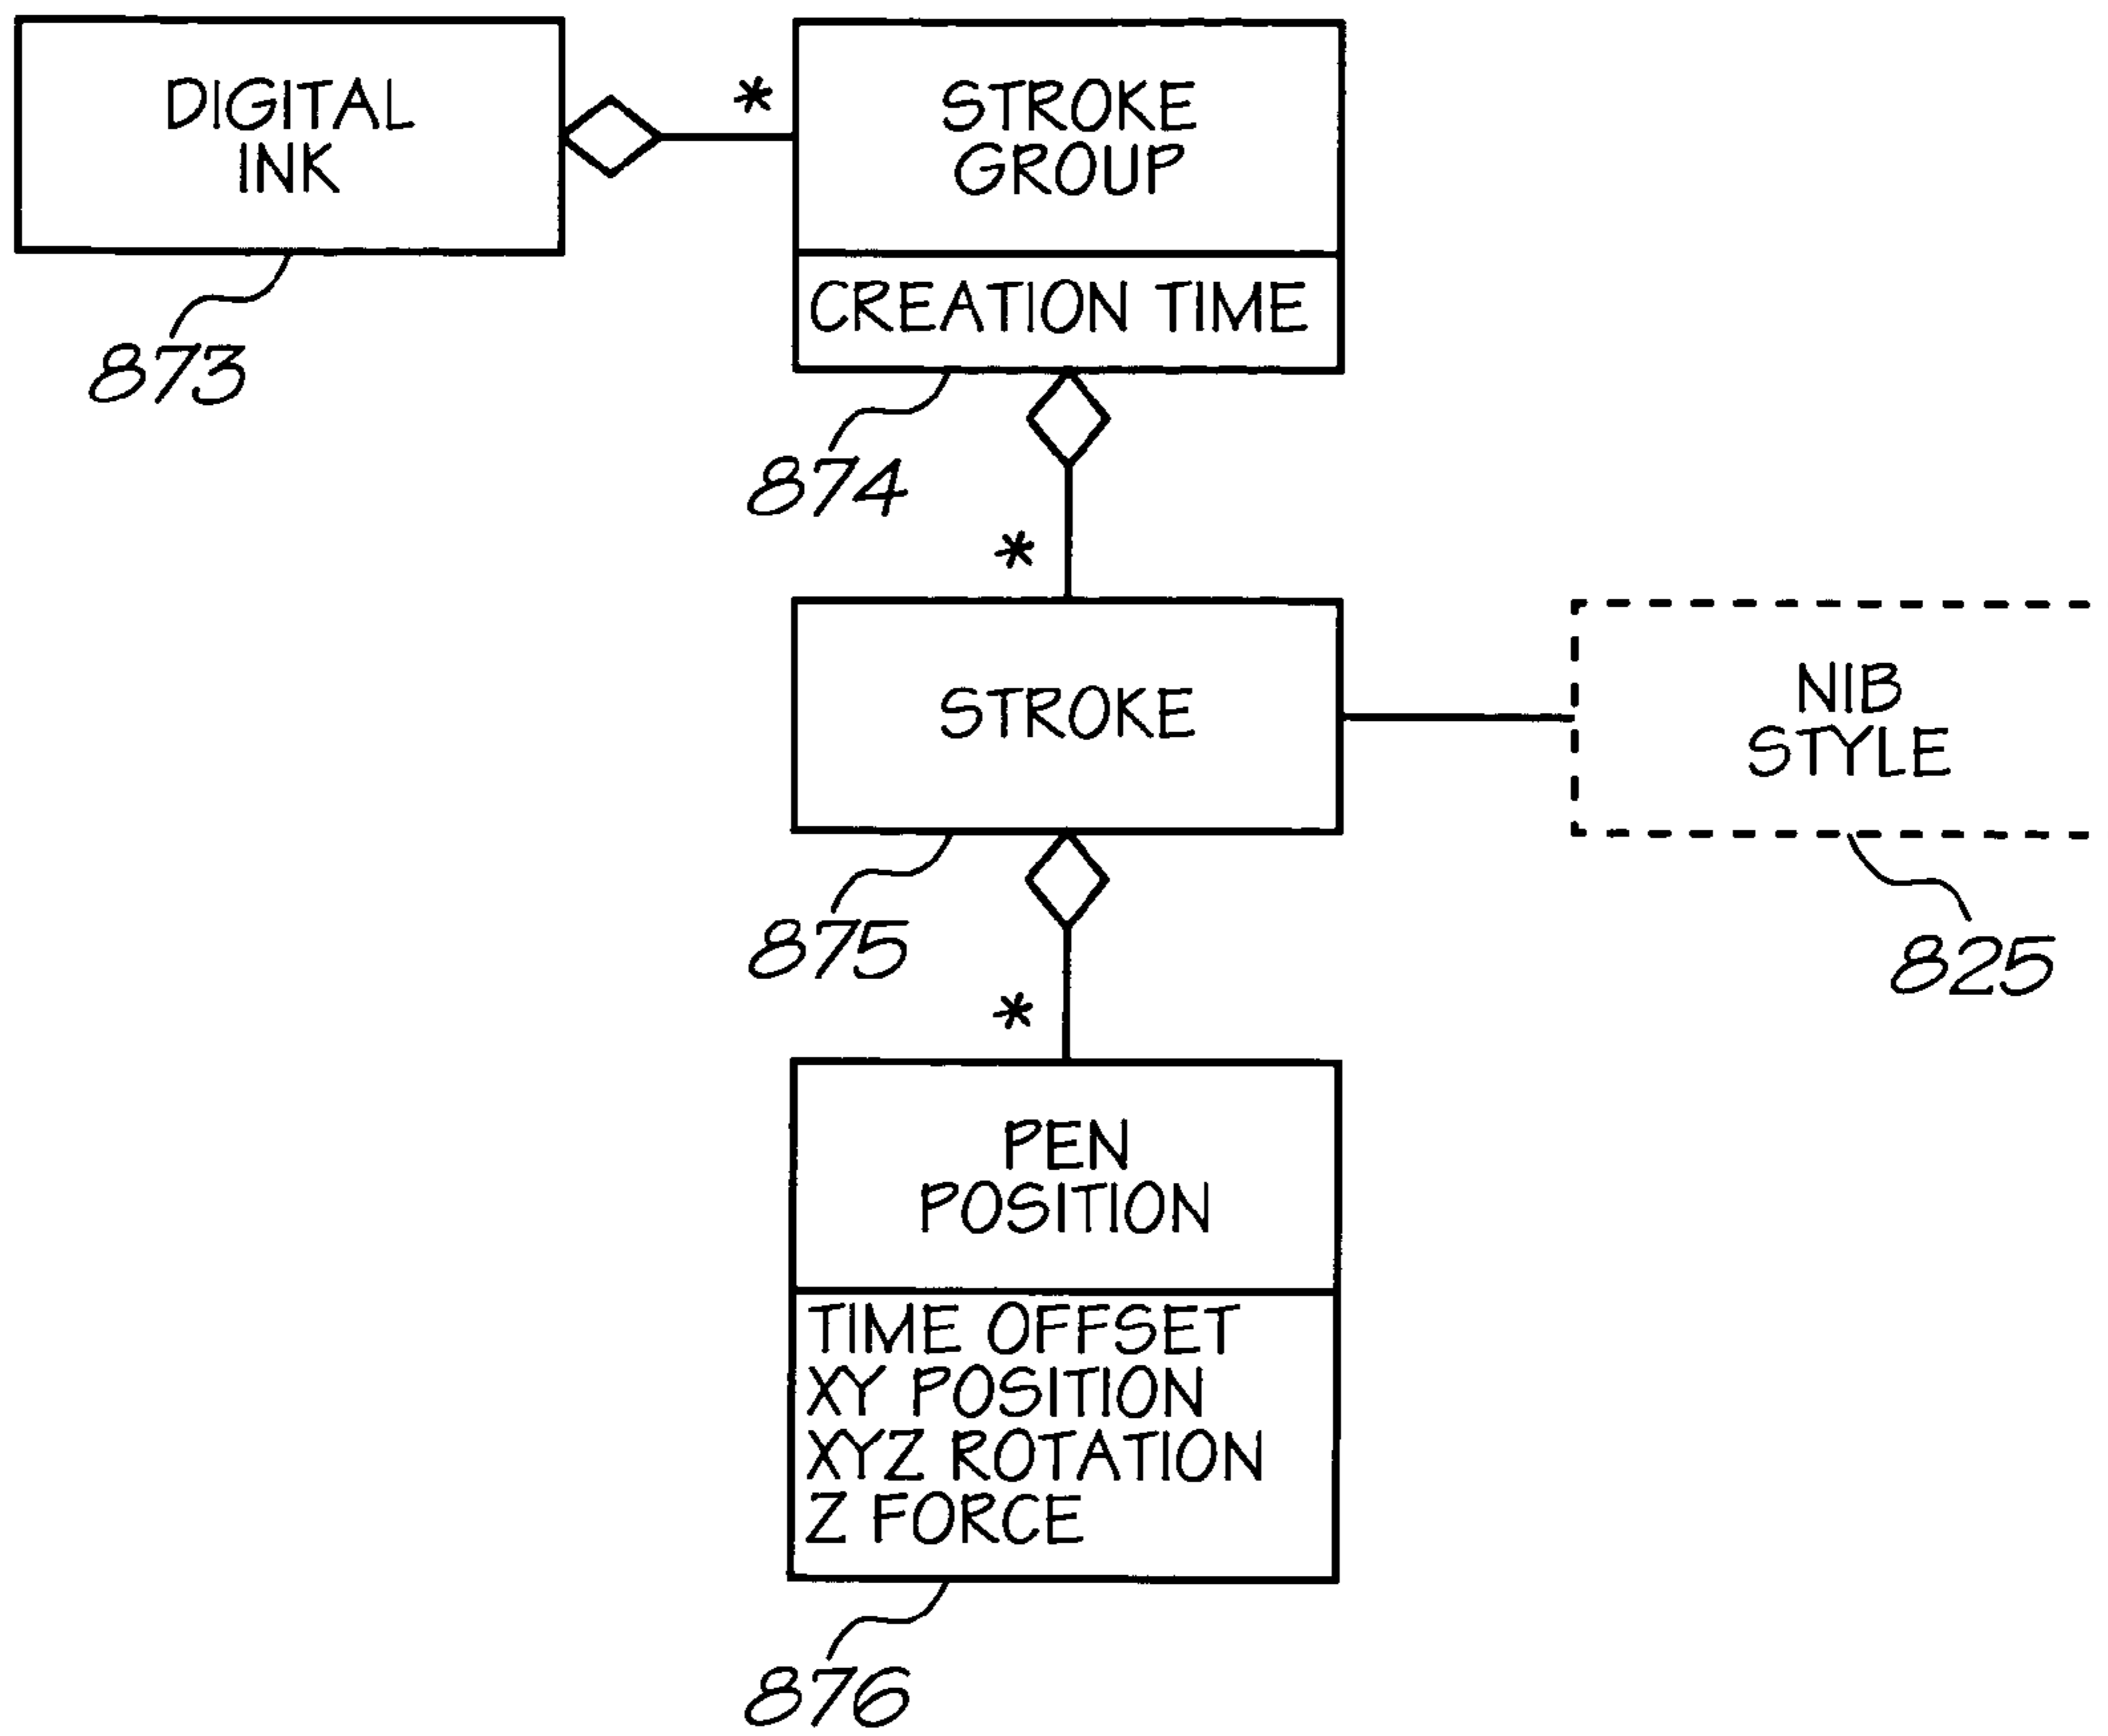 DIGITAL
INK
*
STROKE
GROUP
CREATION TIME
873
874
*
STROKE
NIB
STYLE
875
825
*
PEN
POSITION
TIME OFFSET
XY POSITION
XYZ ROTATION
Z FORCE
876